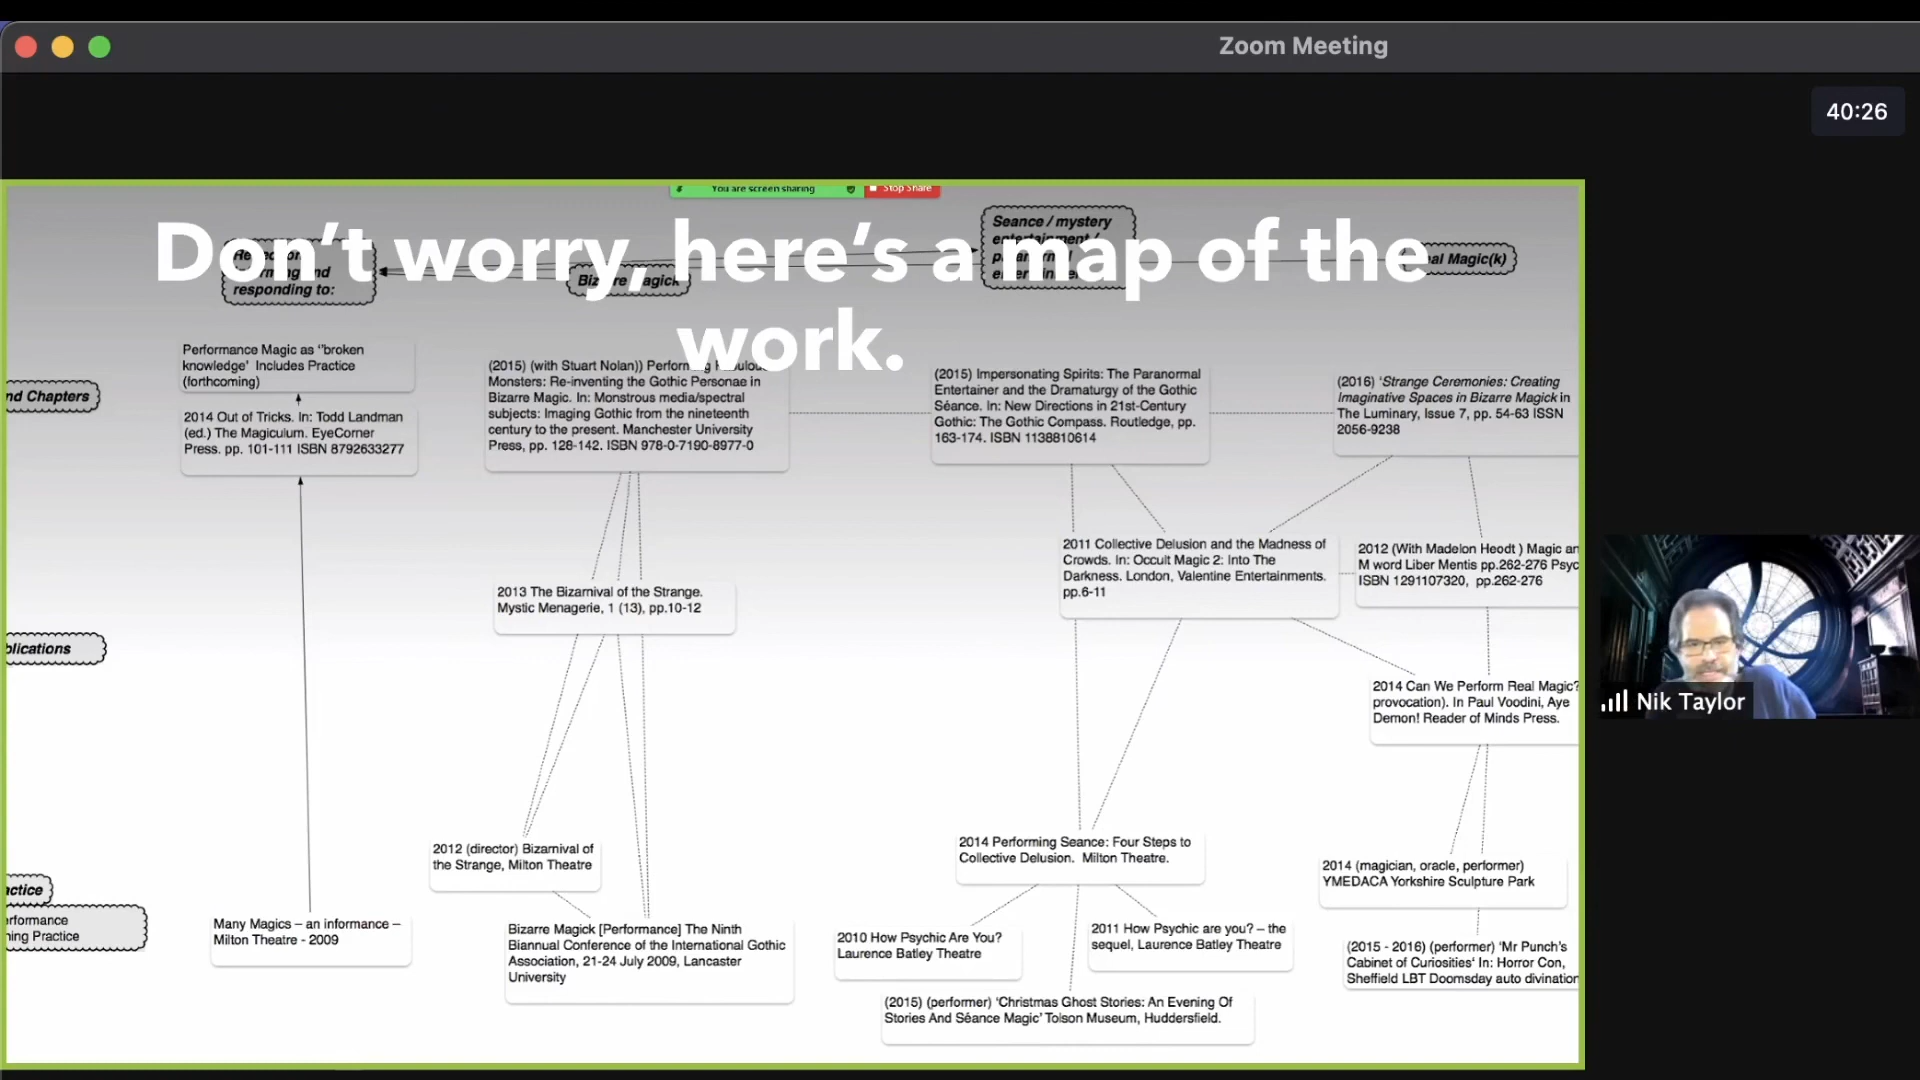 Zoom Meeting
40:26
You are screen sharing
Stop Share
Don't worry, here's a map of the
work.
responding to:
Bizarre Magick
Seance / mystery
entertainment /
Magic(k)
nd Chapters
Performance Magic as "broken
knowledge' Includes Practice
(forthcoming)
2014 Out of Tricks. In: Todd Landman
(ed.) The Magiculum. EyeCorner
Press. pp. 101-111 ISBN 8792633277
(2015) (with Stuart Nolan)) Performing
Monsters: Re-inventing the Gothic Personae in
Bizarre Magic. In: Monstrous media/spectral
subjects: Imaging Gothic from the nineteenth
century to the present. Manchester University
Press, pp. 128-142. ISBN 978-0-7190-8977-0
(2015) Impersonating Spirits: The Paranormal
Entertainer and the Dramaturgy of the Gothic
Séance. In: New Directions in 21st-Century
Gothic: The Gothic Compass. Routledge, pp.
163-174. ISBN 1138810614
(2016) 'Strange Ceremonies: Creating
Imaginative Spaces in Bizarre Magick in
The Luminary, Issue 7, pp. 54-63 ISSN
2056-9238
2011 Collective Delusion and the Madness of
Crowds. In: Occult Magic 2: Into The
Darkness. London, Valentine Entertainments.
pp.6-11
2012 (With Madelon Heodt ) Magic an
M word Liber Mentis pp.262-276 Psyc
ISBN 1291107320, pp.262-276
2013 The Bizarnival of the Strange.
Mystic Menagerie, 1 (13), pp.10-12
blications
2014 Can We Perform Real Magic?
provocation). In Paul Voodini, Aye
Demon! Reader of Minds Press.
Nik Taylor
2012 (director) Bizarnival of
the Strange, Milton Theatre
2014 Performing Seance: Four Steps to
Collective Delusion. Milton Theatre.
2014 (magician, oracle, performer)
YMEDACA Yorkshire Sculpture Park
actice
erformance
ning Practice
Many Magics – an informance –
Milton Theatre - 2009
Bizarre Magick [Performance] The Ninth
Biannual Conference of the International Gothic
Association, 21-24 July 2009, Lancaster
University
2010 How Psychic Are You?
Laurence Batley Theatre
2011 How Psychic are you? – the
sequel, Laurence Batley Theatre
(2015 - 2016) (performer) 'Mr Punch's
Cabinet of Curiosities' In: Horror Con,
Sheffield LBT Doomsday auto divination
(2015) (performer) 'Christmas Ghost Stories: An Evening Of
Stories And Séance Magic' Tolson Museum, Huddersfield.